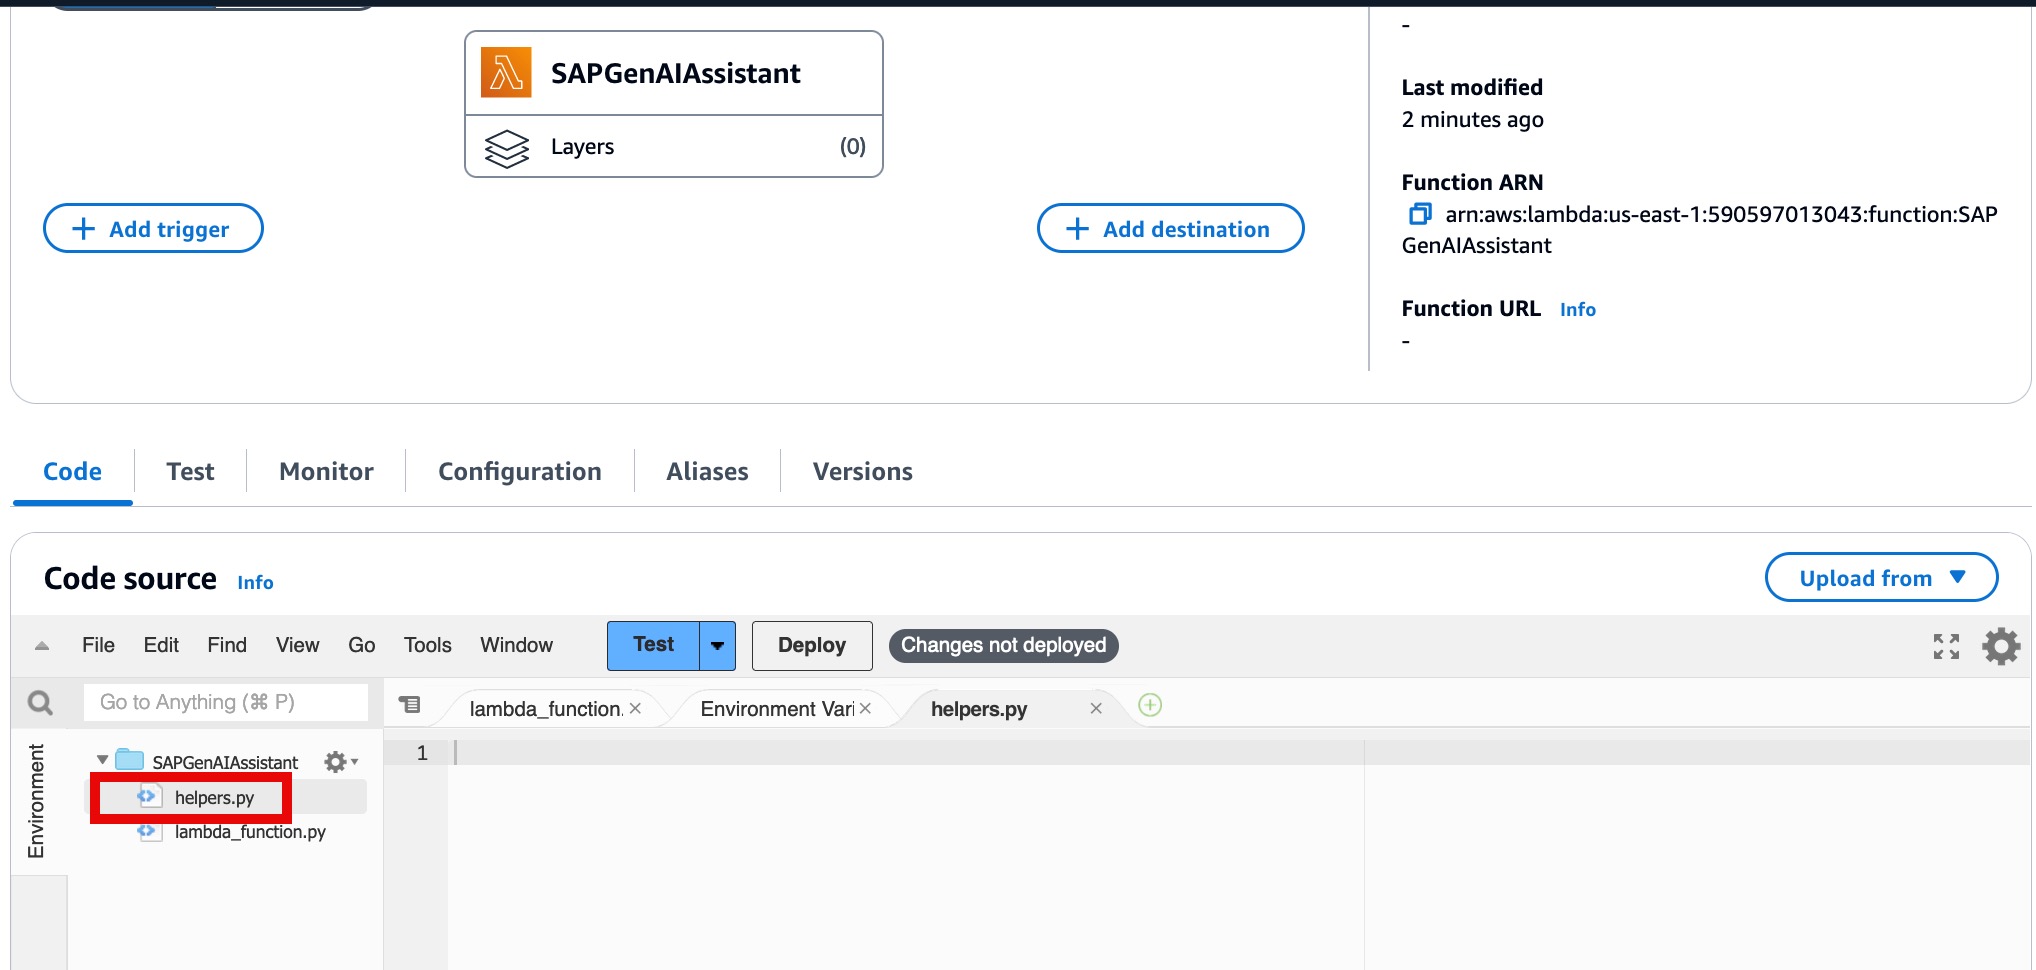 SAPGenAIAssistant
Layers (0)
Add trigger
Add destination
-
Last modified
2 minutes ago
Function ARN
arn:aws:lambda:us-east-1:590597013043:function:SAP
GenAIAssistant
Function URL Info
-
Code Test Monitor Configuration Aliases Versions
Code source Info
Upload from
File Edit Find View Go Tools Window Test Deploy Changes not deployed
Go to Anything (⌘ P)
lambda_function. Environment Vari helpers.py
1
Environment
SAPGenAIAssistant
helpers.py
lambda_function.py